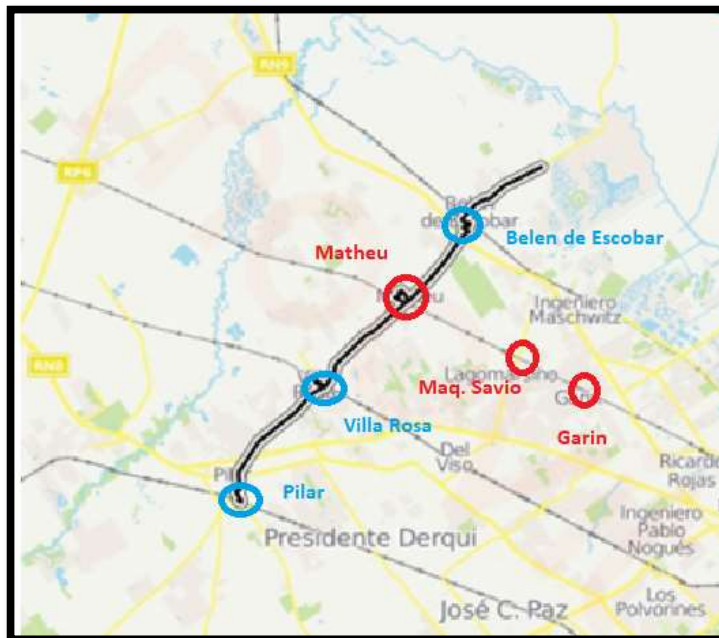 RN9
RP6
Belen de Escobar
Matheu
Ingeniero
Maschwitz
RN8
Lagomarsino
Maq. Savio
Villa Rosa
Garin
Del
Viso
Ricardo
Rojas
Pilar
Ingeniero
Pablo
Nogués
Presidente Derqui
José C. Paz
Los
Polvorines